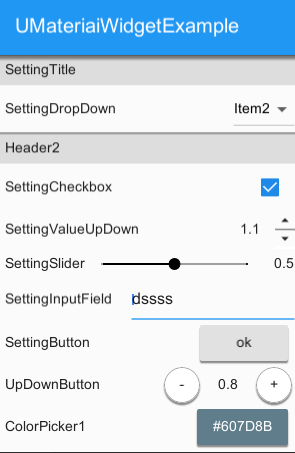 UMateriaiWidgetExample
SettingTitle
SettingDropDown Item2
Header2
SettingCheckbox
SettingValueUpDown 1.1
SettingSlider 0.5
SettingInputField dssss
SettingButton ok
UpDownButton - 0.8 +
ColorPicker1 #607D8B